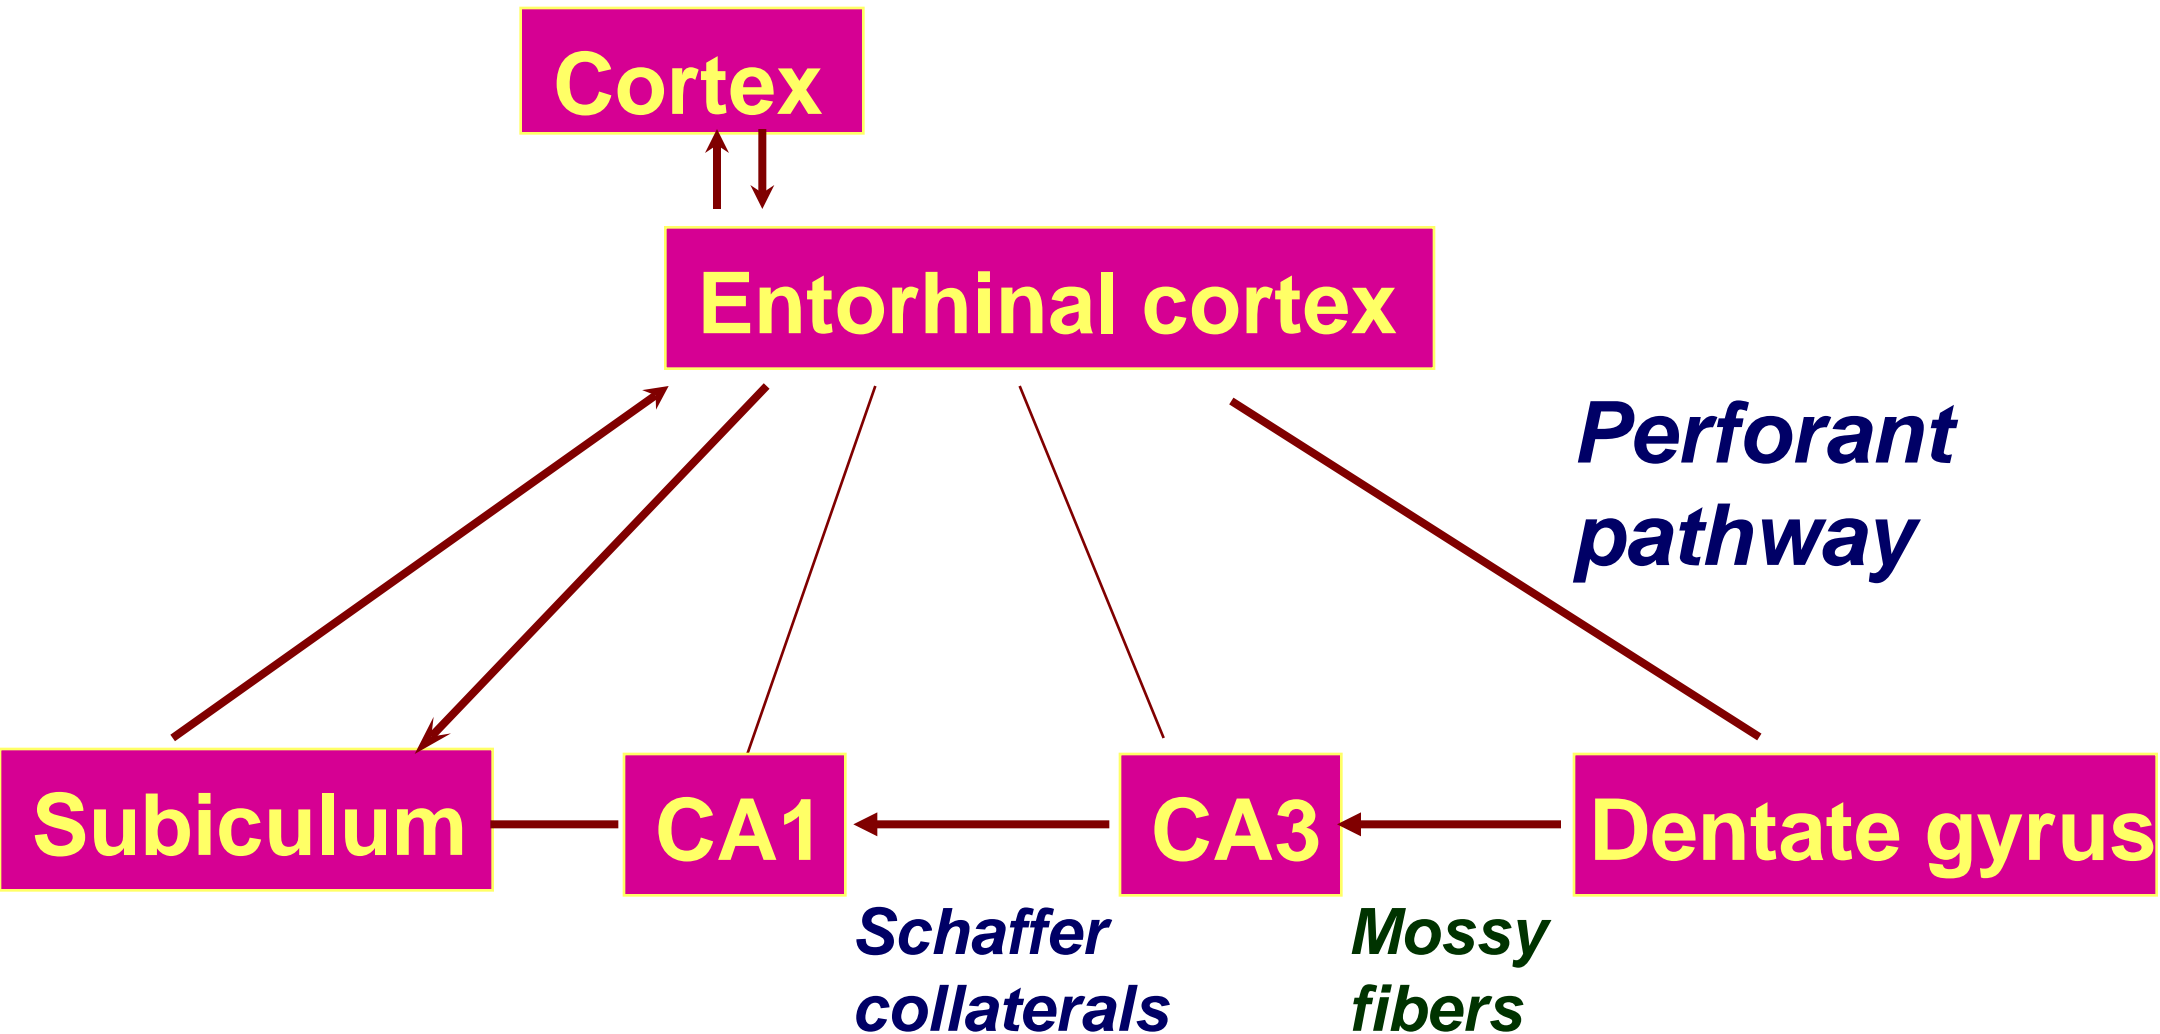 Cortex
Entorhinal cortex
Perforant
pathway
Subiculum
CA1
CA3
Dentate gyrus
Schaffer
collaterals
Mossy
fibers